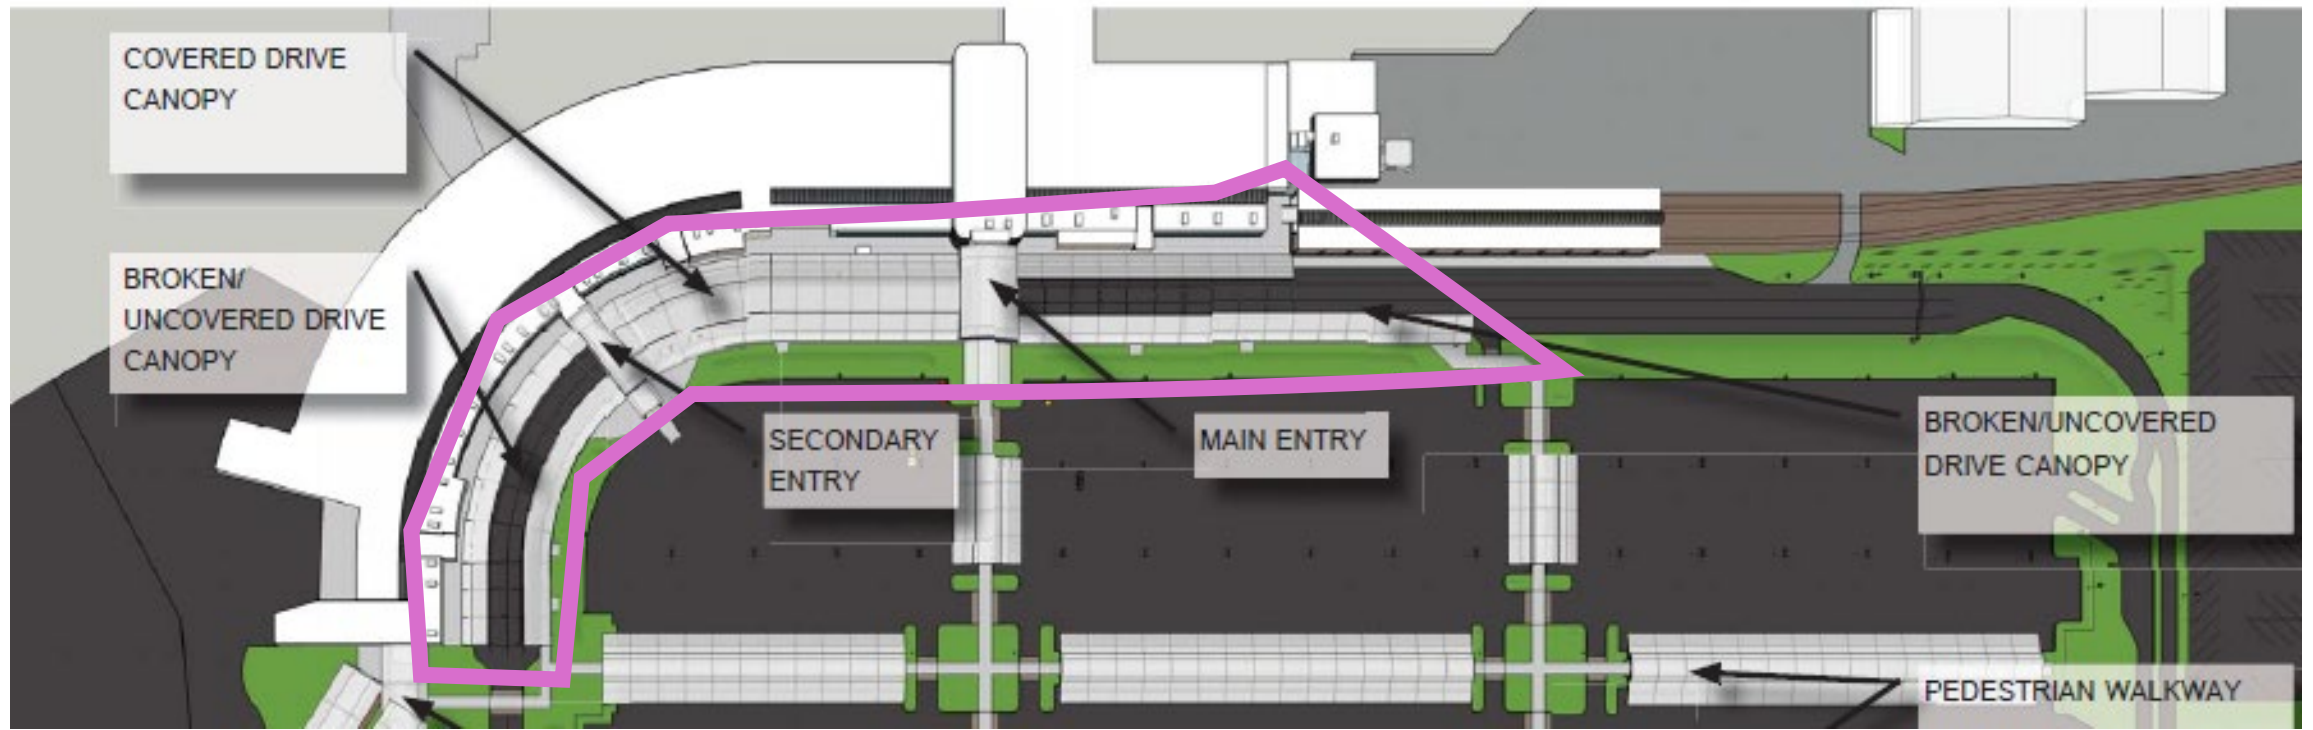 COVERED DRIVE
CANOPY
BROKEN/
UNCOVERED DRIVE
CANOPY
SECONDARY
ENTRY
MAIN ENTRY
BROKEN/UNCOVERED
DRIVE CANOPY
PEDESTRIAN WALKWAY